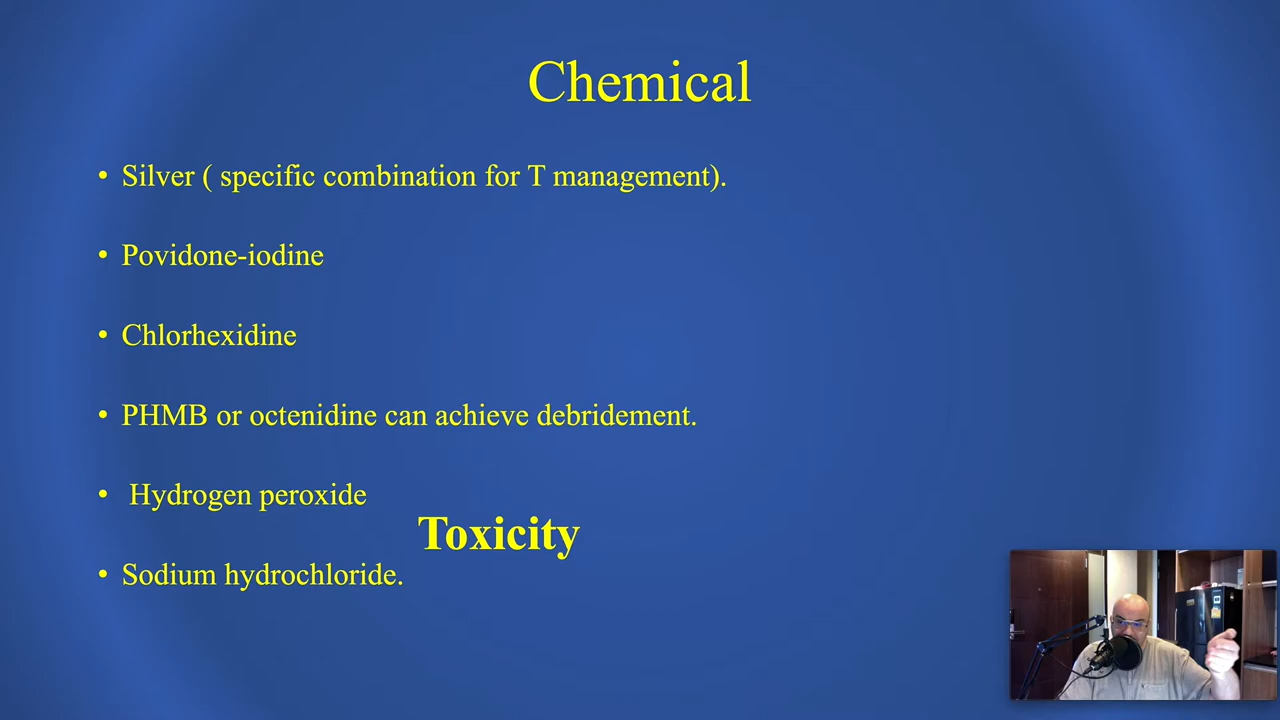 Chemical
• Silver ( specific combination for T management).
• Povidone-iodine
• Chlorhexidine
• PHMB or octenidine can achieve debridement.
• Hydrogen peroxide
Toxicity
• Sodium hydrochloride.